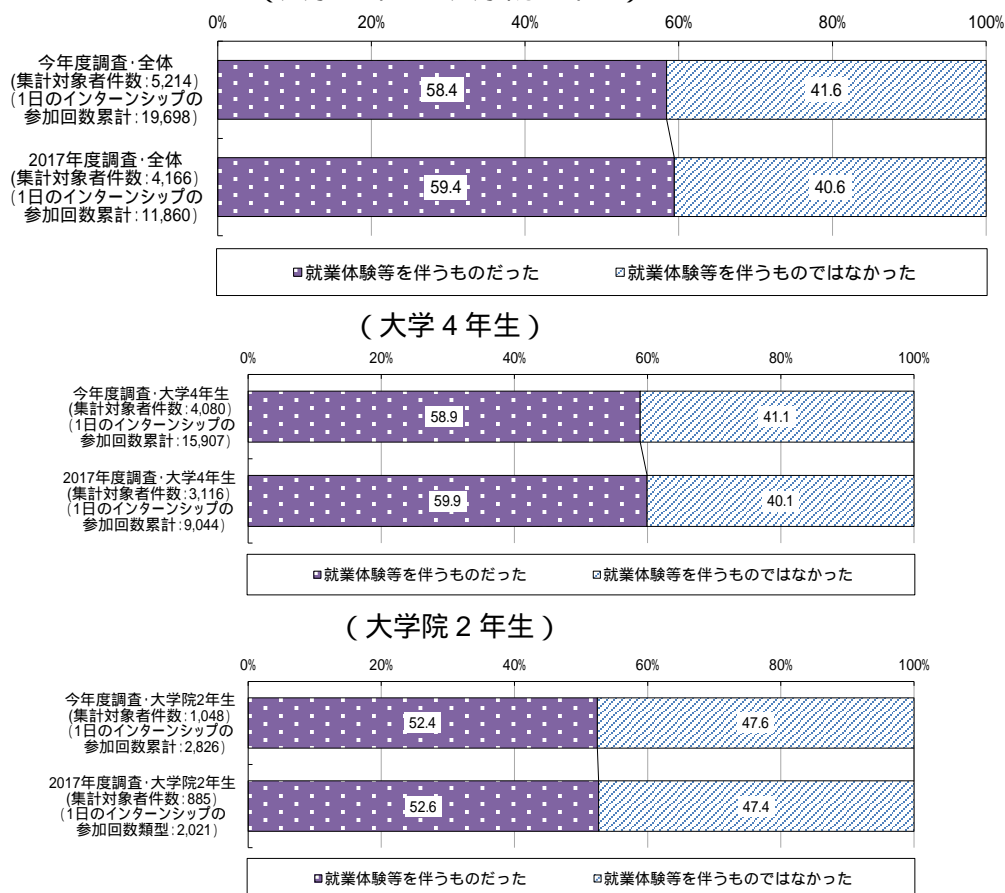 0% 20% 40% 60% 80% 100%
今年度調査・全体
(集計対象者件数:5,214)
(1日のインターンシップの
参加回数累計:19,698)
58.4 41.6
2017年度調査・全体
(集計対象者件数:4,166)
(1日のインターンシップの
参加回数累計:11,860)
59.4 40.6
就業体験等を伴うものだった 就業体験等を伴うものではなかった
(大学4年生)
0% 20% 40% 60% 80% 100%
今年度調査・大学4年生
(集計対象者件数:4,080)
(1日のインターンシップの
参加回数累計:15,907)
58.9 41.1
2017年度調査・大学4年生
(集計対象者件数:3,116)
(1日のインターンシップの
参加回数累計:9,044)
59.9 40.1
就業体験等を伴うものだった 就業体験等を伴うものではなかった
(大学院2年生)
0% 20% 40% 60% 80% 100%
今年度調査・大学院2年生
(集計対象者件数:1,048)
(1日のインターンシップの
参加回数累計:2,826)
52.4 47.6
2017年度調査・大学院2年生
(集計対象者件数:885)
(1日のインターンシップの
参加回数類型:2,021)
52.6 47.4
就業体験等を伴うものだった 就業体験等を伴うものではなかった